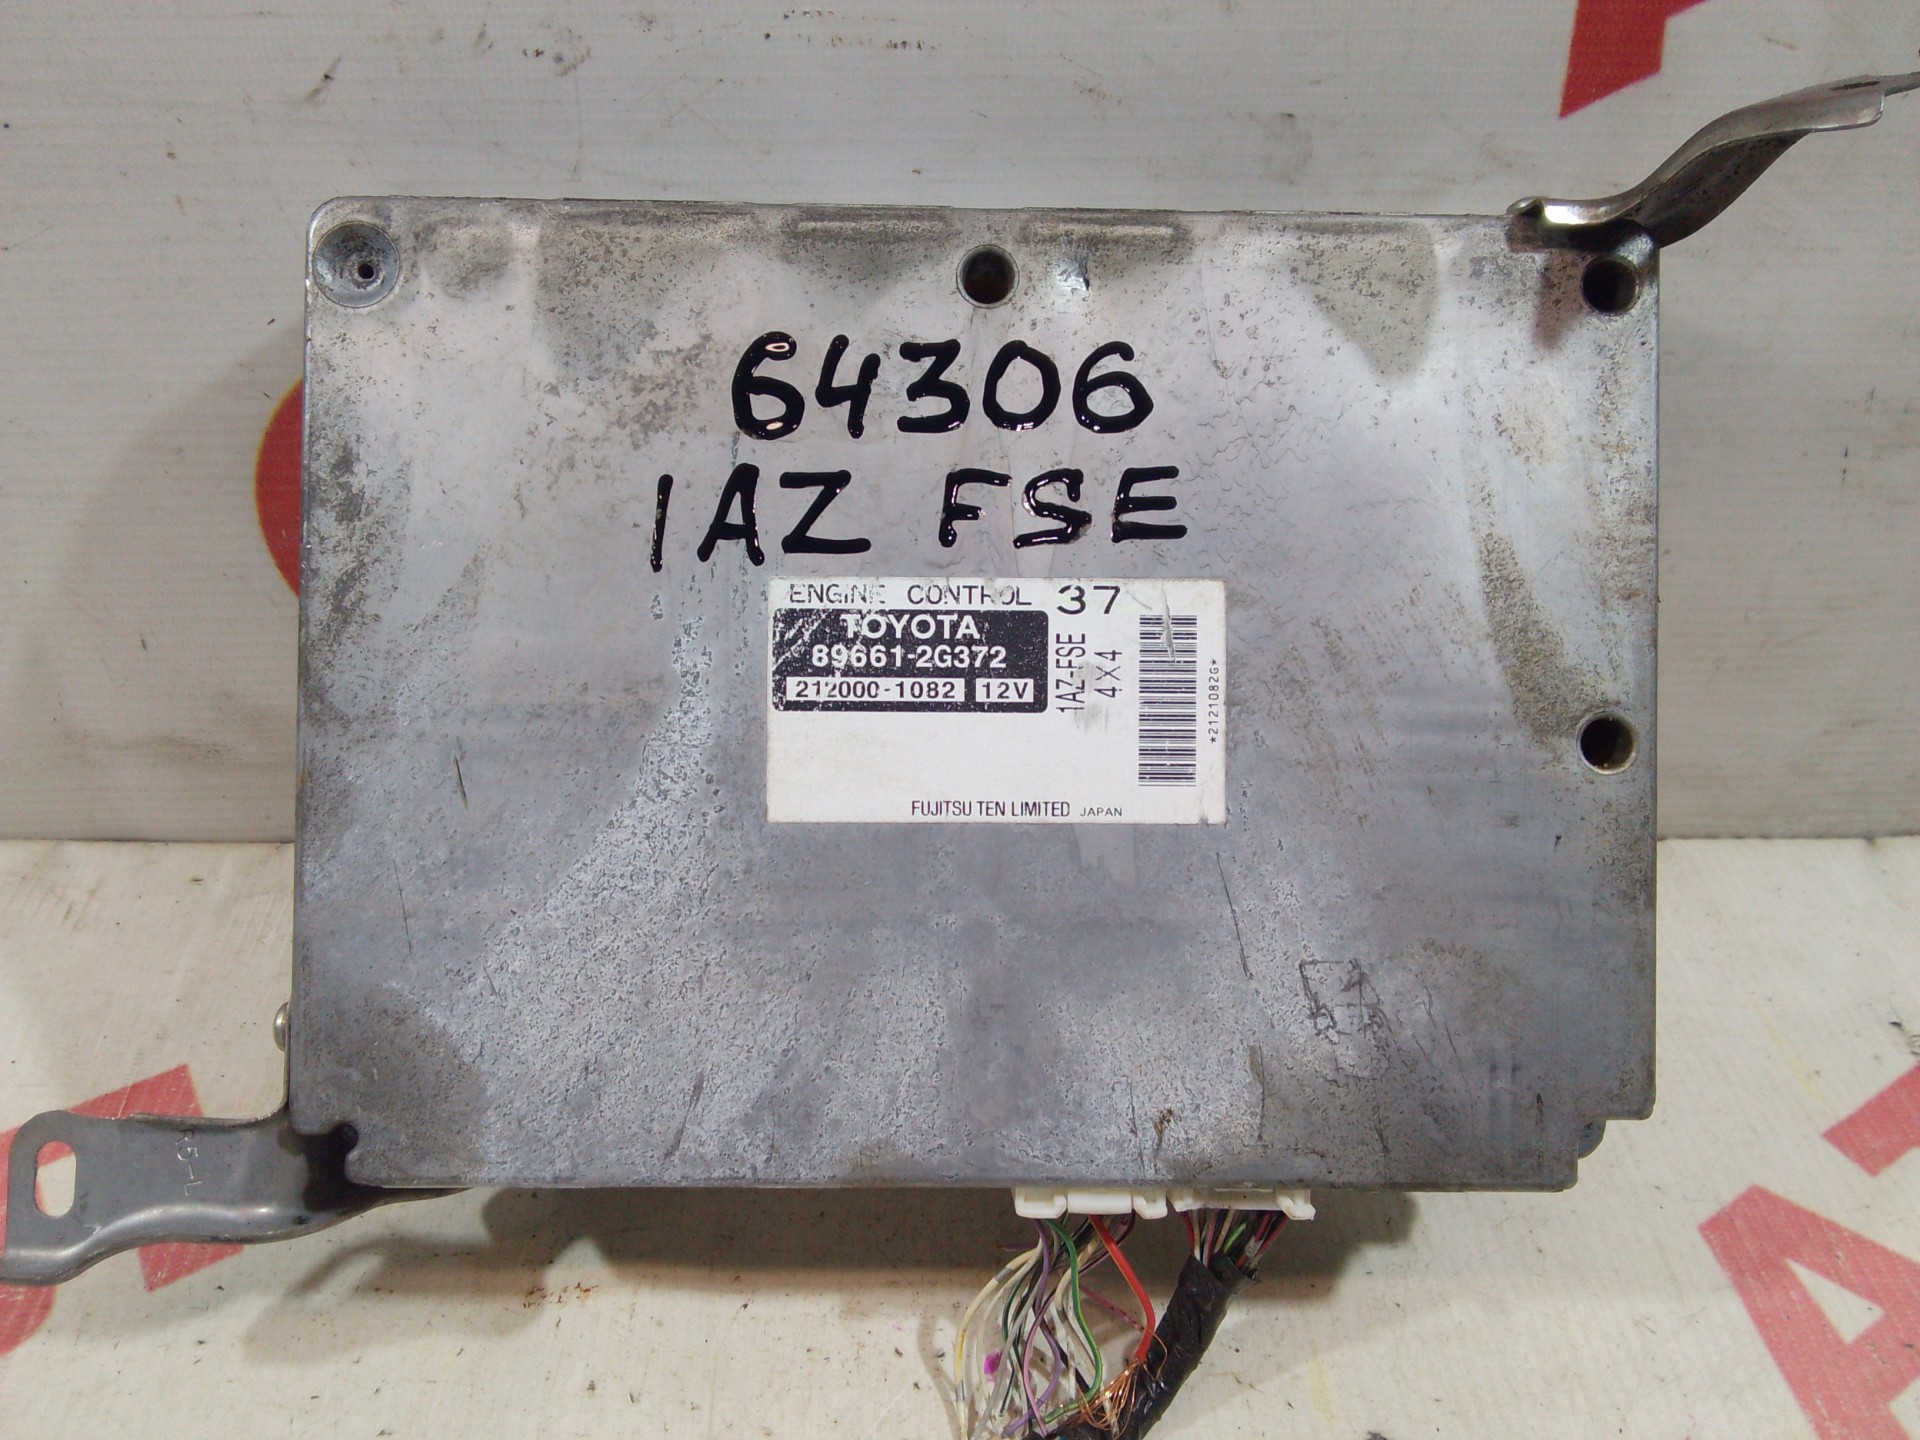 64306
1AZ FSE
ENGINE CONTROL 37
TOYOTA
89661-2G372
212000-1082 12V
1AZ-FSE
4X4
*2121082G*
FUJITSU TEN LIMITED JAPAN